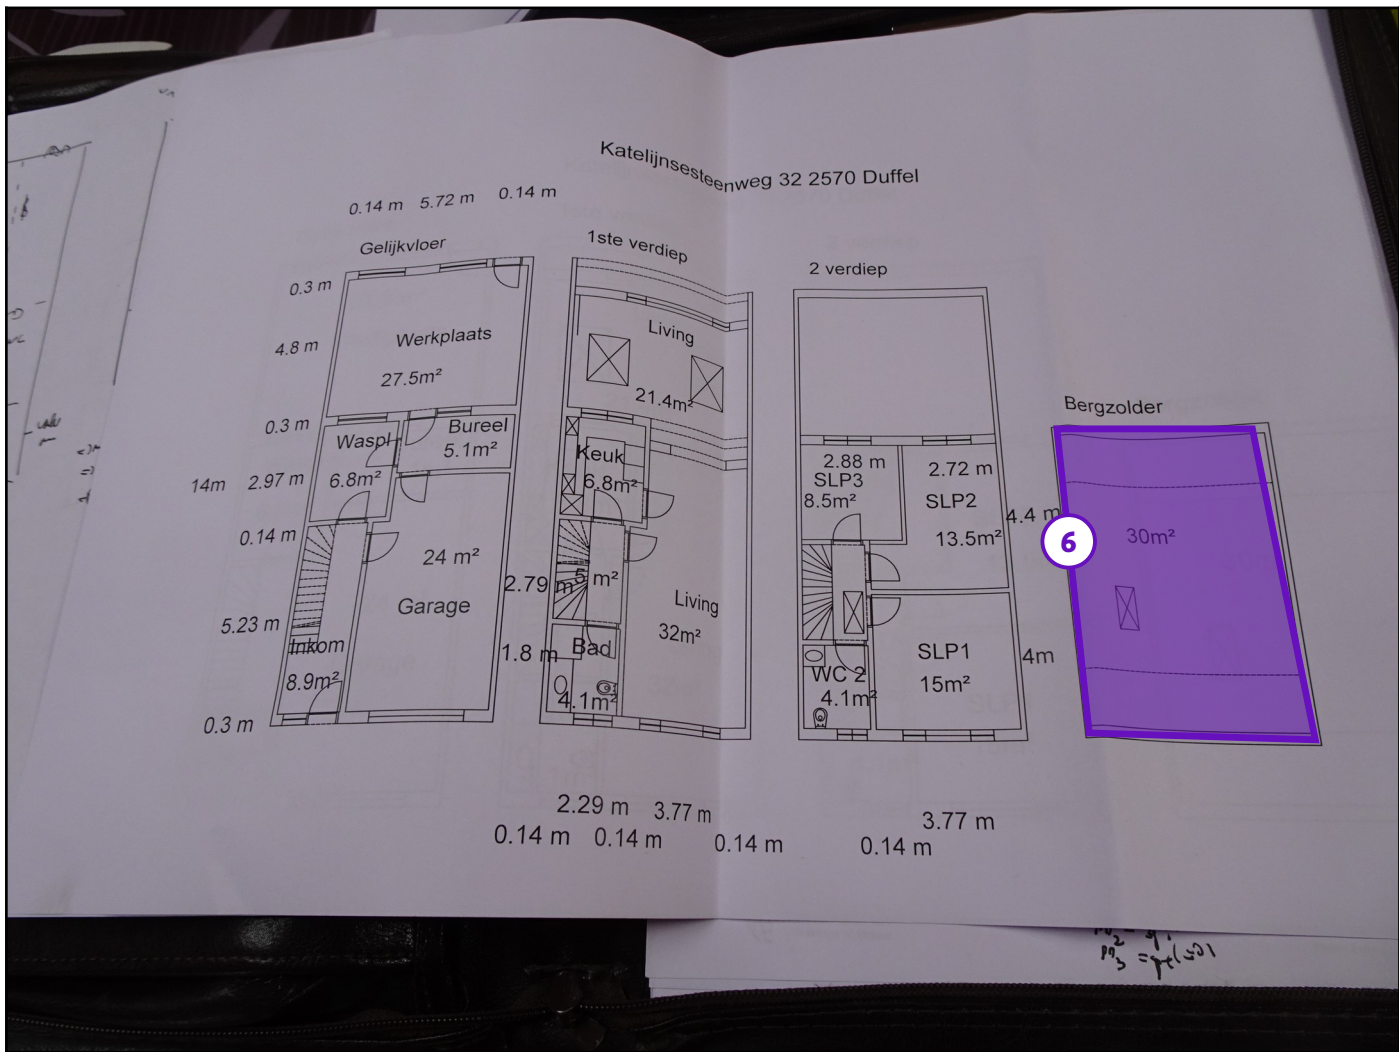 Katelijnsesteenweg 32 2570 Duffel
0.14 m 5.72 m 0.14 m
Gelijkvloer
0.3 m
4.8 m
0.3 m
14m 2.97 m
0.14 m
5.23 m
0.3 m
Werkplaats
27.5m²
Waspl
6.8m²
Bureel
5.1m²
24 m²
Garage
Inkom
8.9m²
1ste verdiep
Living
21.4m²
Keuk
6.8m²
2.79 m
5 m²
1.8 m
Bad
4.1m²
Living
32m²
2.29 m 3.77 m
0.14 m 0.14 m 0.14 m
2 verdiep
2.88 m
SLP3
8.5m²
2.72 m
SLP2
13.5m²
4.4 m
SLP1
15m²
4m
WC 2
4.1m²
3.77 m
0.14 m
Bergzolder
30m²
6